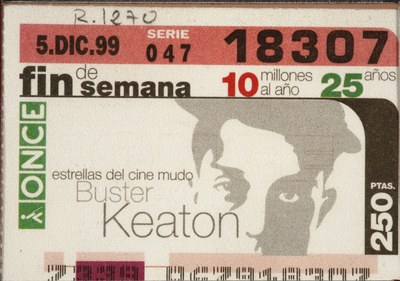 R.1270
5.DIC.99 SERIE 047 18307
fin de semana 10 millones al año 25 años
ONCE
estrellas del cine mudo
Buster
Keaton
250 PTAS.